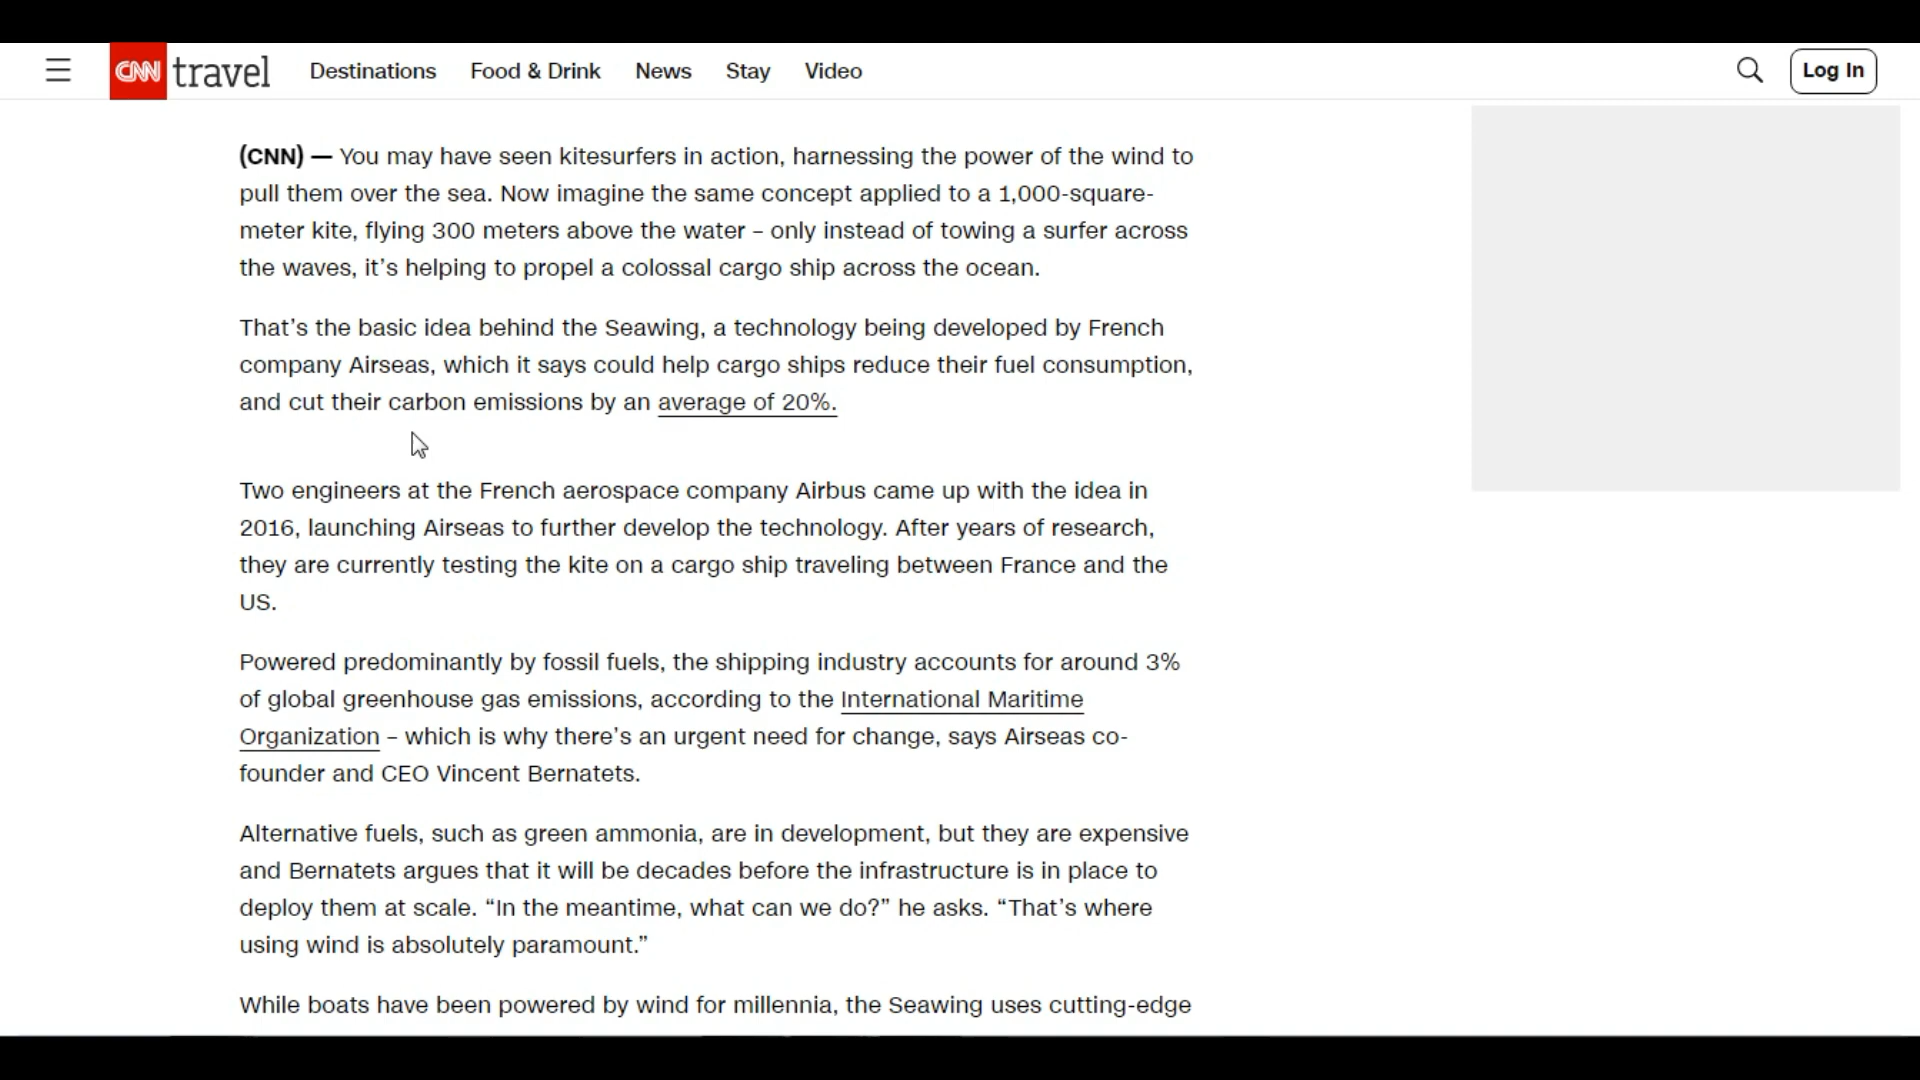 CNN travel Destinations Food & Drink News Stay Video Log In
(CNN) — You may have seen kitesurfers in action, harnessing the power of the wind to
pull them over the sea. Now imagine the same concept applied to a 1,000-square-
meter kite, flying 300 meters above the water – only instead of towing a surfer across
the waves, it’s helping to propel a colossal cargo ship across the ocean.
That’s the basic idea behind the Seawing, a technology being developed by French
company Airseas, which it says could help cargo ships reduce their fuel consumption,
and cut their carbon emissions by an average of 20%.
Two engineers at the French aerospace company Airbus came up with the idea in
2016, launching Airseas to further develop the technology. After years of research,
they are currently testing the kite on a cargo ship traveling between France and the
US.
Powered predominantly by fossil fuels, the shipping industry accounts for around 3%
of global greenhouse gas emissions, according to the International Maritime
Organization – which is why there’s an urgent need for change, says Airseas co-
founder and CEO Vincent Bernatets.
Alternative fuels, such as green ammonia, are in development, but they are expensive
and Bernatets argues that it will be decades before the infrastructure is in place to
deploy them at scale. “In the meantime, what can we do?” he asks. “That’s where
using wind is absolutely paramount.”
While boats have been powered by wind for millennia, the Seawing uses cutting-edge